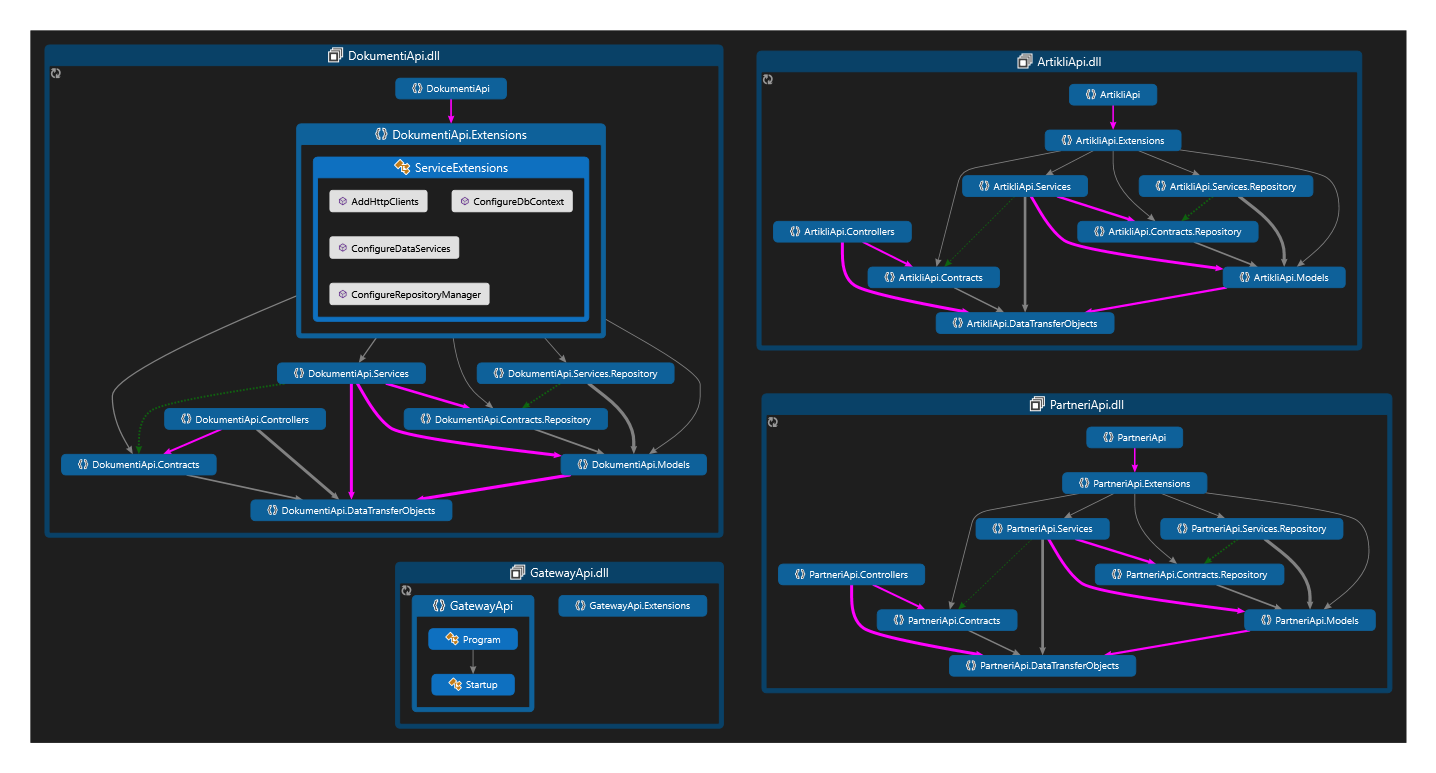 DokumentiApi.dll
DokumentiApi
DokumentiApi.Extensions
ServiceExtensions
AddHttpClients
ConfigureDbContext
ConfigureDataServices
ConfigureRepositoryManager
DokumentiApi.Services
DokumentiApi.Services.Repository
DokumentiApi.Controllers
DokumentiApi.Contracts.Repository
DokumentiApi.Contracts
DokumentiApi.Models
DokumentiApi.DataTransferObjects
ArtikliApi.dll
ArtikliApi
ArtikliApi.Extensions
ArtikliApi.Services
ArtikliApi.Services.Repository
ArtikliApi.Controllers
ArtikliApi.Contracts.Repository
ArtikliApi.Contracts
ArtikliApi.Models
ArtikliApi.DataTransferObjects
GatewayApi.dll
GatewayApi
GatewayApi.Extensions
Program
Startup
PartneriApi.dll
PartneriApi
PartneriApi.Extensions
PartneriApi.Services
PartneriApi.Services.Repository
PartneriApi.Controllers
PartneriApi.Contracts.Repository
PartneriApi.Contracts
PartneriApi.Models
PartneriApi.DataTransferObjects